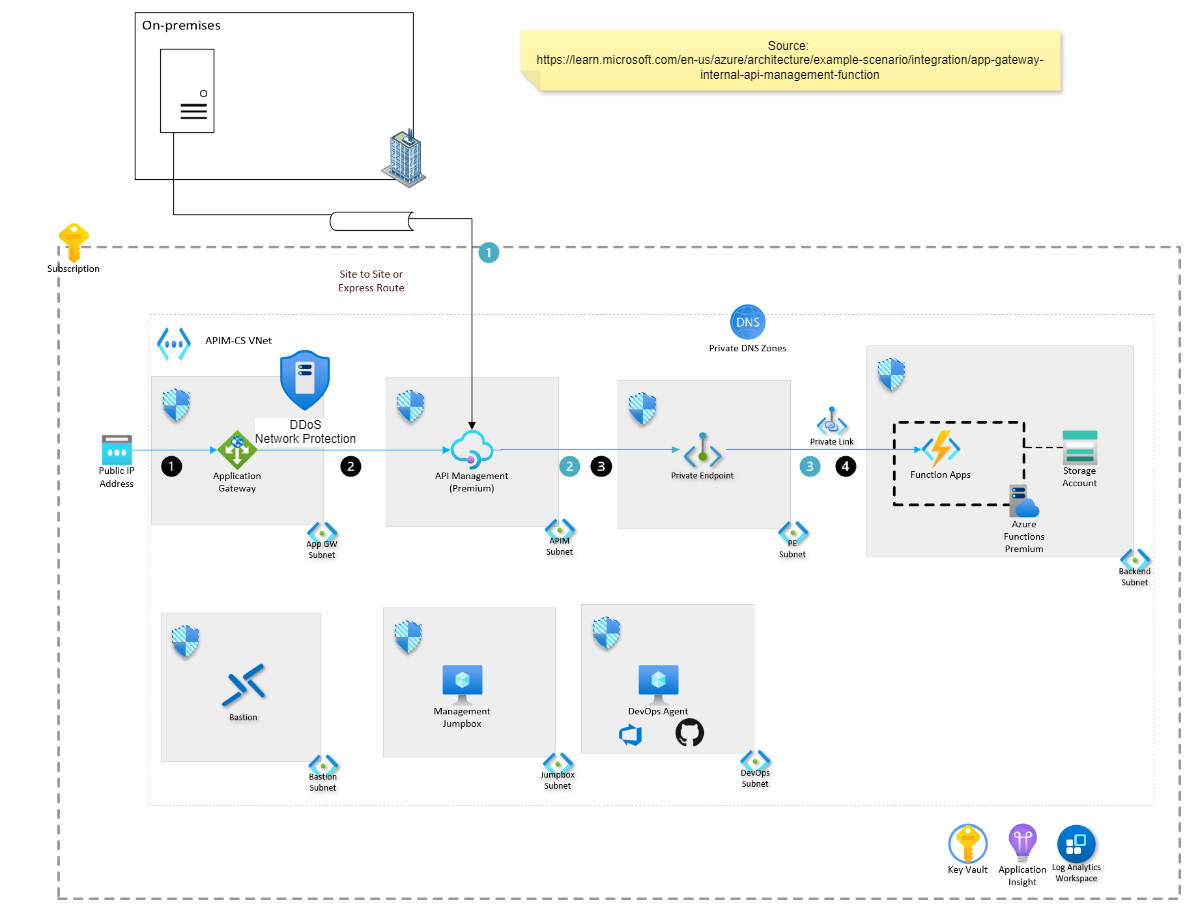 On-premises
Source:
https://learn.microsoft.com/en-us/azure/architecture/example-scenario/integration/app-gateway-
internal-api-management-function
Subscription
1
Site to Site or
Express Route
DNS
Private DNS Zones
APIM-CS VNet
DDoS
Network Protection
Public IP
Address
1
Application
Gateway
2
API Management
(Premium)
2
3
Private Endpoint
Private Link
3
4
Function Apps
Storage
Account
Azure
Functions
Premium
App GW
Subnet
APIM
Subnet
PE
Subnet
Backend
Subnet
Bastion
Management
Jumpbox
DevOps Agent
Bastion
Subnet
Jumpbox
Subnet
DevOps
Subnet
Key Vault
Application
Insight
Log Analytics
Workspace